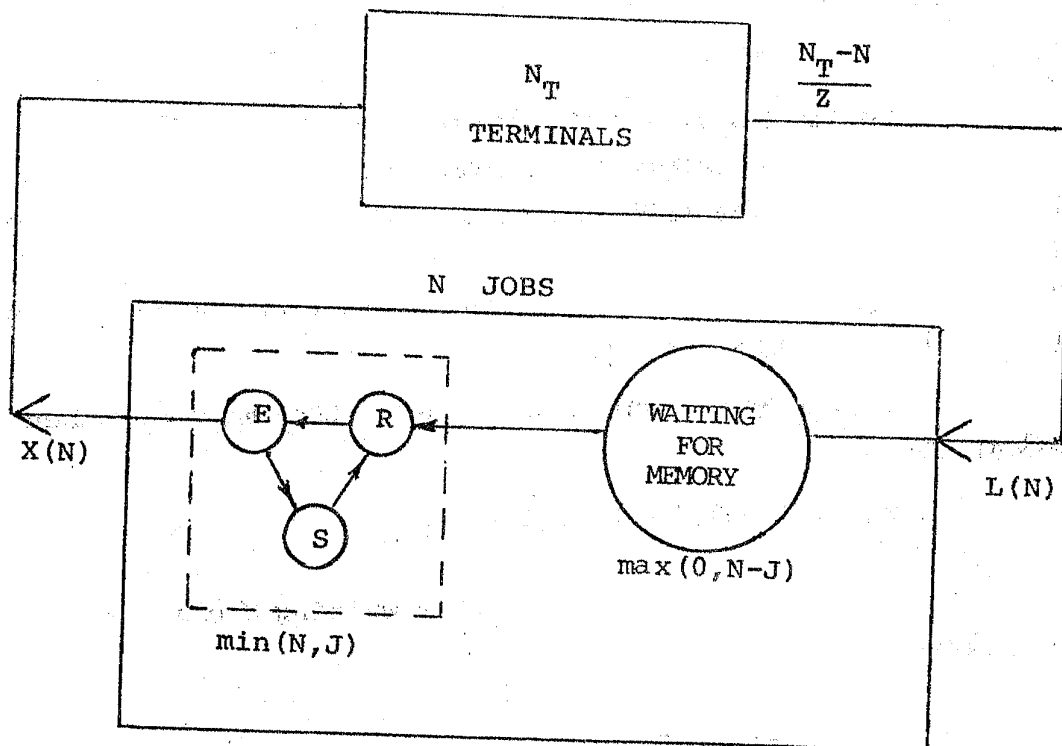 N_T
TERMINALS
N_T-N
Z
N JOBS
E
R
S
WAITING
FOR
MEMORY
X(N)
L(N)
max(0,N-J)
min(N,J)